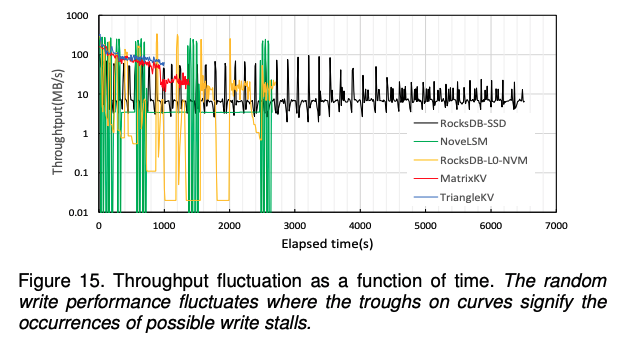 1000
100
10
1
0.1
0.01
Throughtput(MB/s)
0 1000 2000 3000 4000 5000 6000 7000
Elapsed time(s)
RocksDB-SSD
NoveLSM
RocksDB-L0-NVM
MatrixKV
TriangleKV
Figure 15. Throughput fluctuation as a function of time. The random
write performance fluctuates where the troughs on curves signify the
occurrences of possible write stalls.